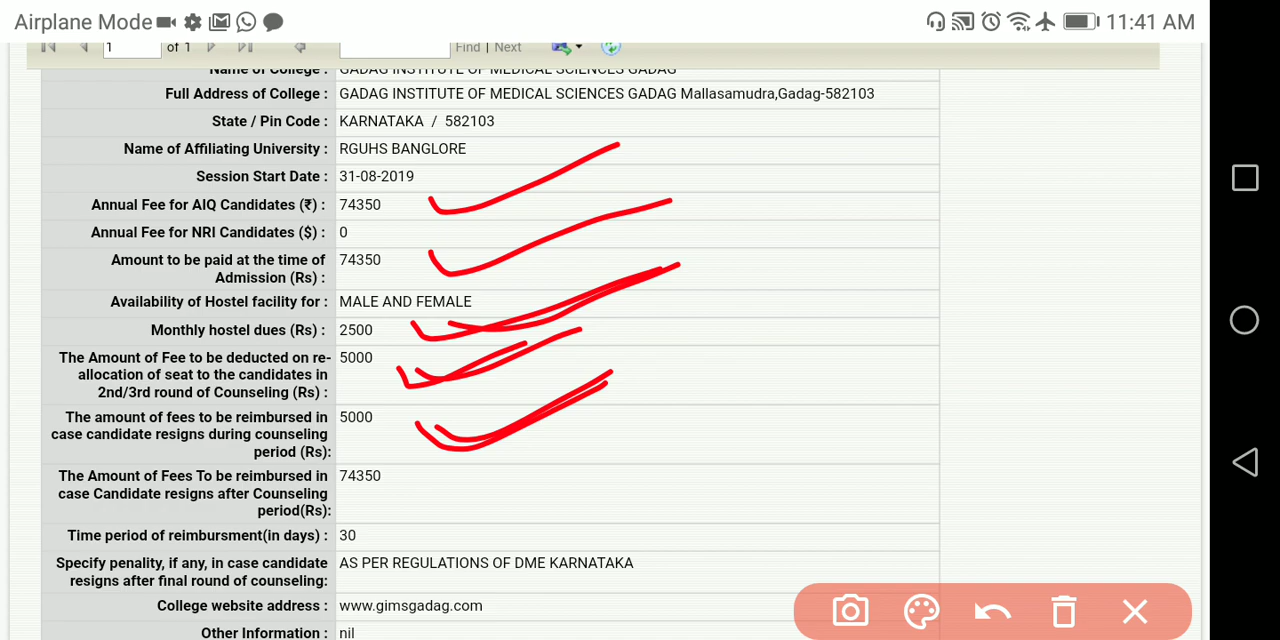 Airplane Mode 11:41 AM
1 of 1 Find | Next
Name of College : GADAG INSTITUTE OF MEDICAL SCIENCES GADAG
Full Address of College : GADAG INSTITUTE OF MEDICAL SCIENCES GADAG Mallasamudra,Gadag-582103
State / Pin Code : KARNATAKA / 582103
Name of Affiliating University : RGUHS BANGLORE
Session Start Date : 31-08-2019
Annual Fee for AIQ Candidates (₹) : 74350
Annual Fee for NRI Candidates ($) : 0
Amount to be paid at the time of 74350
Admission (Rs) :
Availability of Hostel facility for : MALE AND FEMALE
Monthly hostel dues (Rs) : 2500
The Amount of Fee to be deducted on re- 5000
allocation of seat to the candidates in
2nd/3rd round of Counseling (Rs) :
The amount of fees to be reimbursed in 5000
case candidate resigns during counseling
period (Rs):
The Amount of Fees To be reimbursed in 74350
case Candidate resigns after Counseling
period(Rs):
Time period of reimbursment(in days) : 30
Specify penality, if any, in case candidate AS PER REGULATIONS OF DME KARNATAKA
resigns after final round of counseling:
College website address : www.gimsgadag.com
Other Information : nil